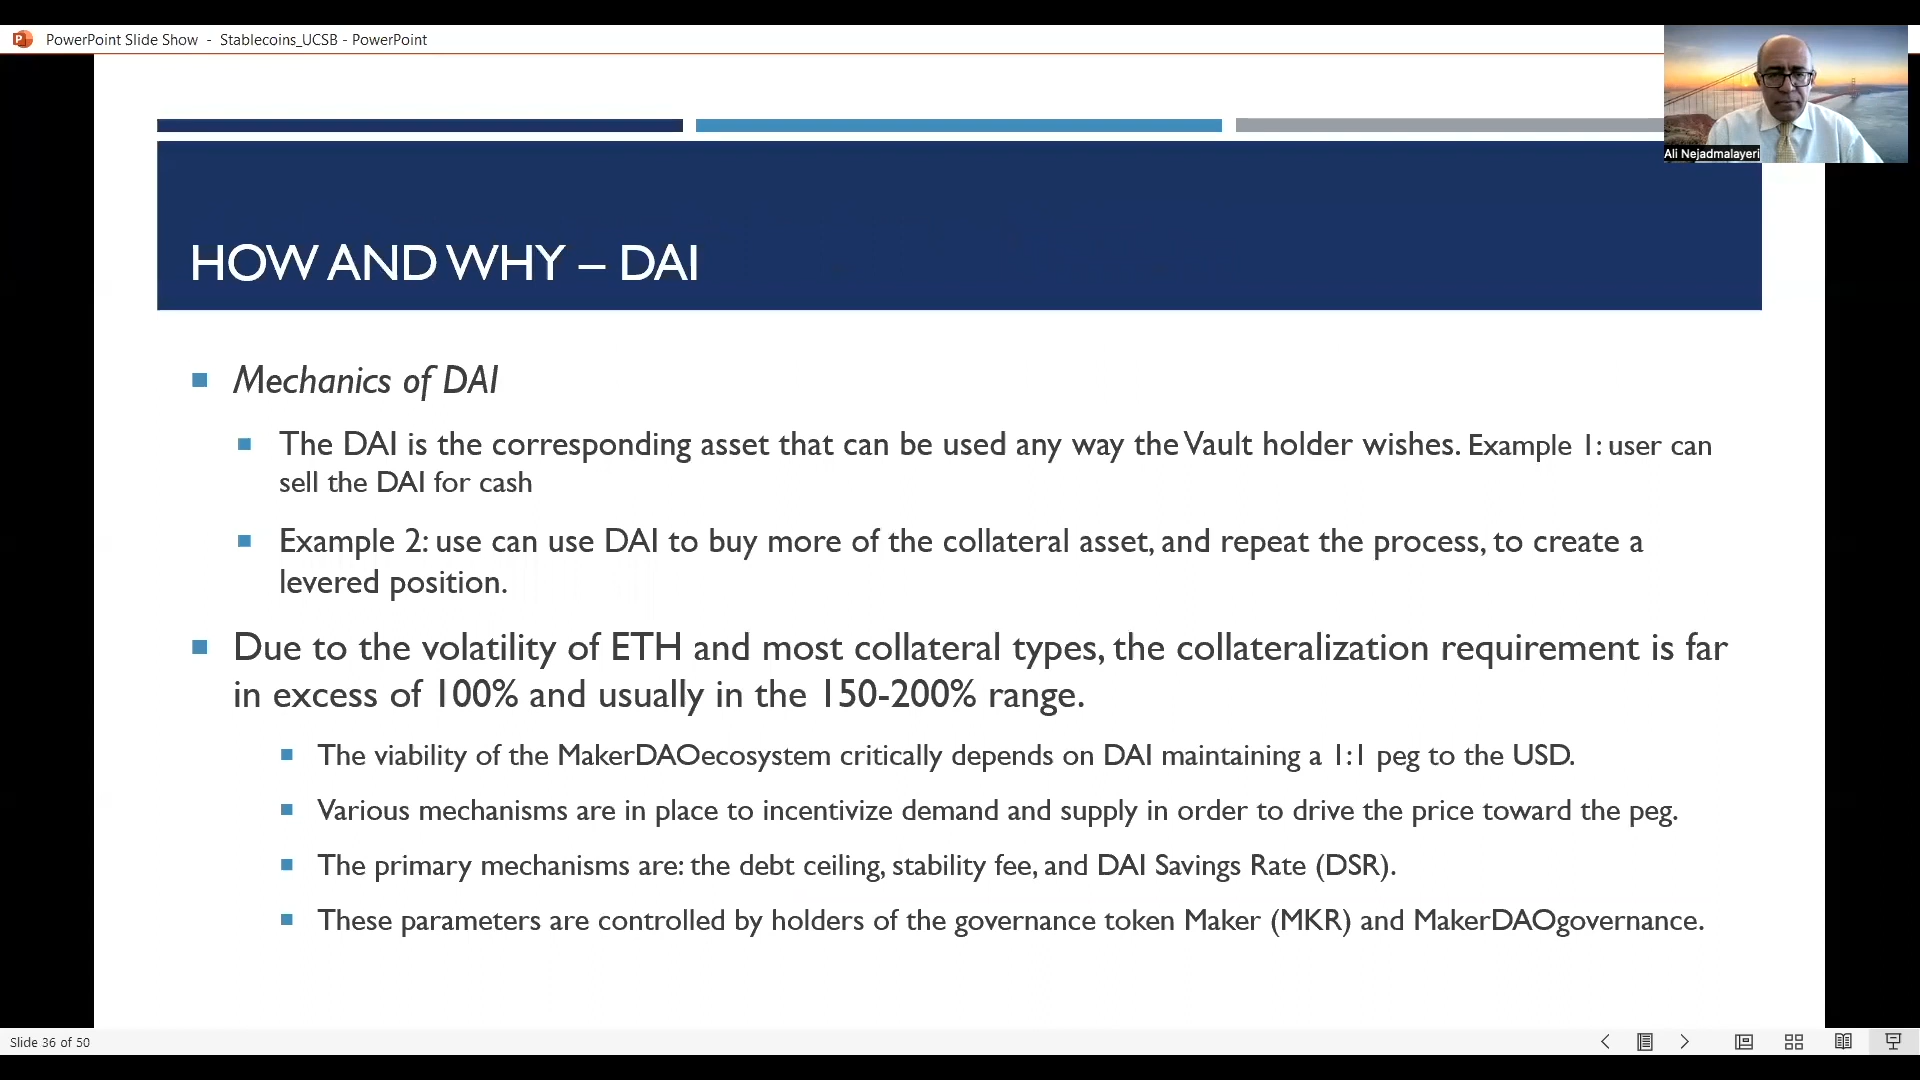 PowerPoint Slide Show - Stablecoins_UCSB - PowerPoint
Ali Nejadmalayeri
HOW AND WHY – DAI
Mechanics of DAI
The DAI is the corresponding asset that can be used any way the Vault holder wishes. Example 1: user can
sell the DAI for cash
Example 2: use can use DAI to buy more of the collateral asset, and repeat the process, to create a
levered position.
Due to the volatility of ETH and most collateral types, the collateralization requirement is far
in excess of 100% and usually in the 150-200% range.
The viability of the MakerDAOecosystem critically depends on DAI maintaining a 1:1 peg to the USD.
Various mechanisms are in place to incentivize demand and supply in order to drive the price toward the peg.
The primary mechanisms are: the debt ceiling, stability fee, and DAI Savings Rate (DSR).
These parameters are controlled by holders of the governance token Maker (MKR) and MakerDAOgovernance.
Slide 36 of 50